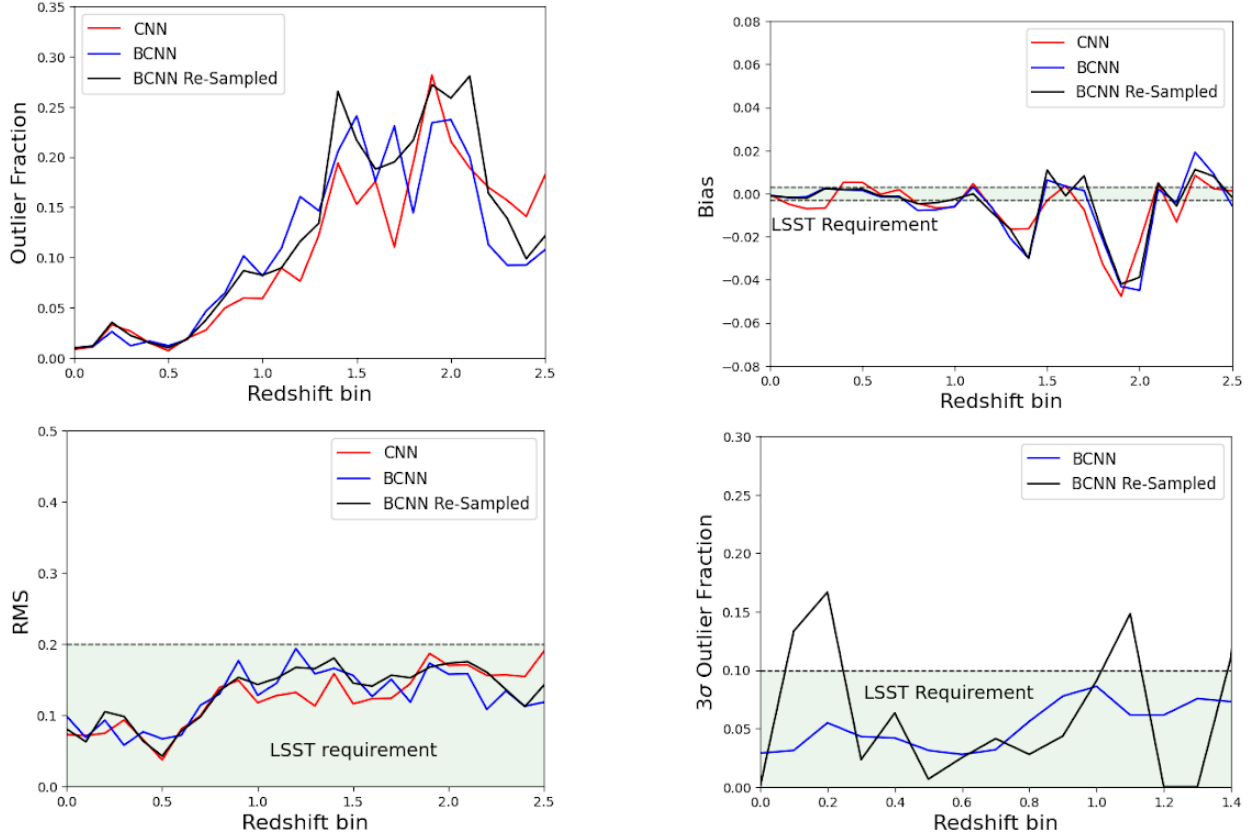 CNN
BCNN
BCNN Re-Sampled
Outlier Fraction
0.35
0.30
0.25
0.20
0.15
0.10
0.05
0.00
0.0 0.5 1.0 1.5 2.0 2.5
Redshift bin
CNN
BCNN
BCNN Re-Sampled
LSST Requirement
Bias
0.08
0.06
0.04
0.02
0.00
−0.02
−0.04
−0.06
−0.08
0.0 0.5 1.0 1.5 2.0 2.5
Redshift bin
CNN
BCNN
BCNN Re-Sampled
LSST requirement
RMS
0.5
0.4
0.3
0.2
0.1
0.0
0.0 0.5 1.0 1.5 2.0 2.5
Redshift bin
BCNN
BCNN Re-Sampled
LSST Requirement
3σ Outlier Fraction
0.30
0.25
0.20
0.15
0.10
0.05
0.00
0.0 0.2 0.4 0.6 0.8 1.0 1.2 1.4
Redshift bin